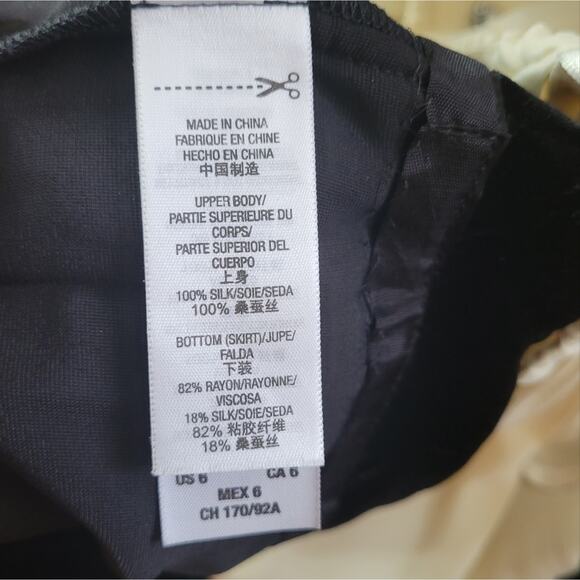 MADE IN CHINA
FABRIQUE EN CHINE
HECHO EN CHINA
中国制造
UPPER BODY/
PARTIE SUPERIEURE DU
CORPS/
PARTE SUPERIOR DEL
CUERPO
上身
100% SILK/SOIE/SEDA
100% 桑蚕丝
BOTTOM (SKIRT)/JUPE/
FALDA
下装
82% RAYON/RAYONNE/
VISCOSA
18% SILK/SOIE/SEDA
82% 粘胶纤维
18% 桑蚕丝
US 6 CA 6
MEX 6
CH 170/92A